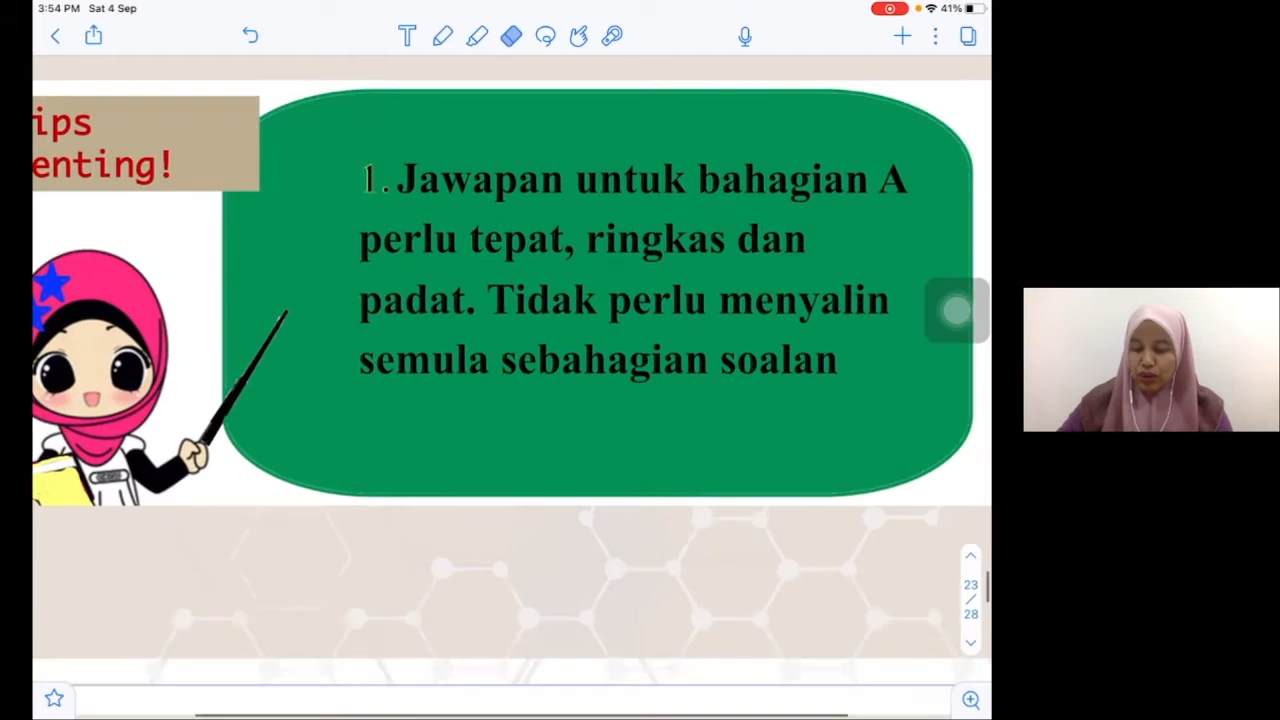 3:54 PM Sat 4 Sep
41%
T
ips
enting!
1. Jawapan untuk bahagian A
perlu tepat, ringkas dan
padat. Tidak perlu menyalin
semula sebahagian soalan
23
/
28